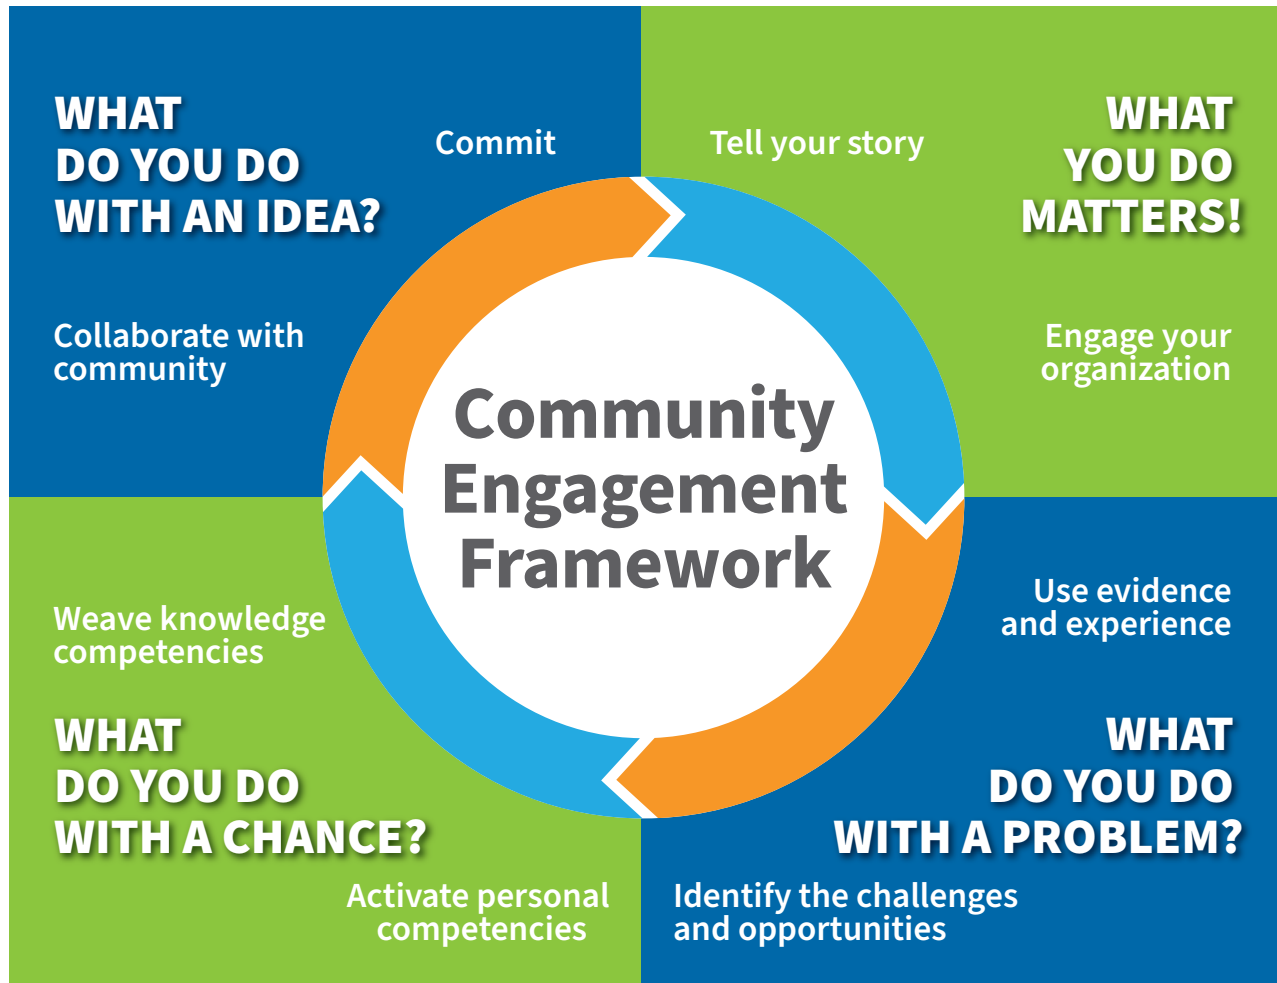 WHAT
DO YOU DO
WITH AN IDEA?
Commit
Collaborate with
community
Tell your story
WHAT
YOU DO
MATTERS!
Engage your
organization
Community
Engagement
Framework
Weave knowledge
competencies
WHAT
DO YOU DO
WITH A CHANCE?
Activate personal
competencies
Use evidence
and experience
WHAT
DO YOU DO
WITH A PROBLEM?
Identify the challenges
and opportunities